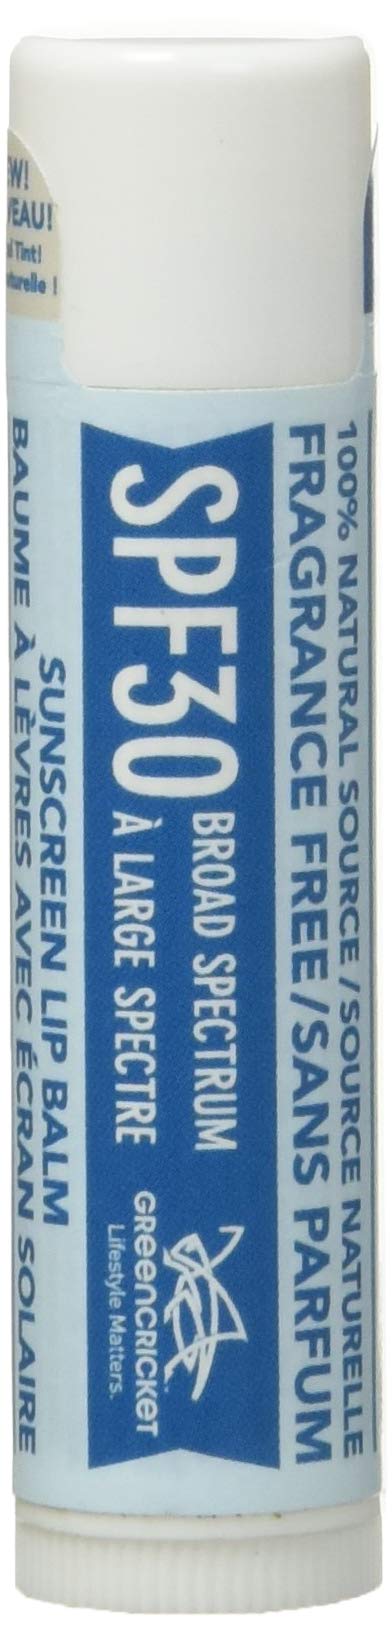 100% NATURAL SOURCE / SOURCE NATURELLE
FRAGRANCE FREE / SANS PARFUM
SPF30
BROAD SPECTRUM
À LARGE SPECTRE
GREENCRICKET
Lifestyle Matters.
SUNSCREEN LIP BALM
BAUME À LÈVRES AVEC ÉCRAN SOLAIRE
Tint!